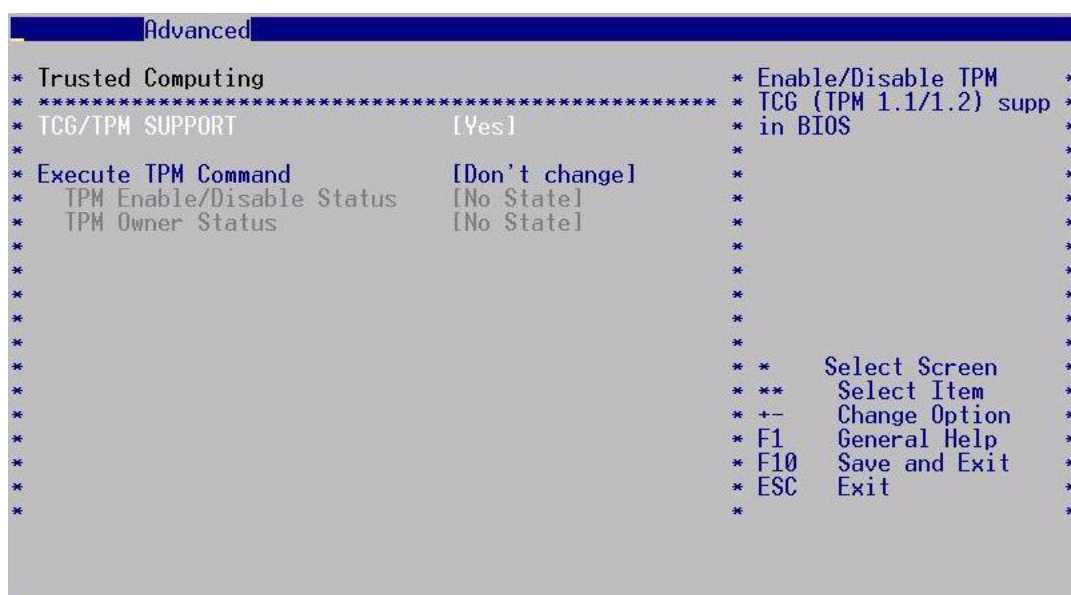 Advanced
* Trusted Computing * Enable/Disable TPM *
* *************************************************** * TCG (TPM 1.1/1.2) supp *
* TCG/TPM SUPPORT [Yes] * in BIOS *
* * *
* Execute TPM Command [Don't change] * *
* TPM Enable/Disable Status [No State] * *
* TPM Owner Status [No State] * *
* * *
* * *
* * *
* * *
* * *
* * * Select Screen *
* * ** Select Item *
* * +- Change Option *
* * F1 General Help *
* * F10 Save and Exit *
* * ESC Exit *
* * *